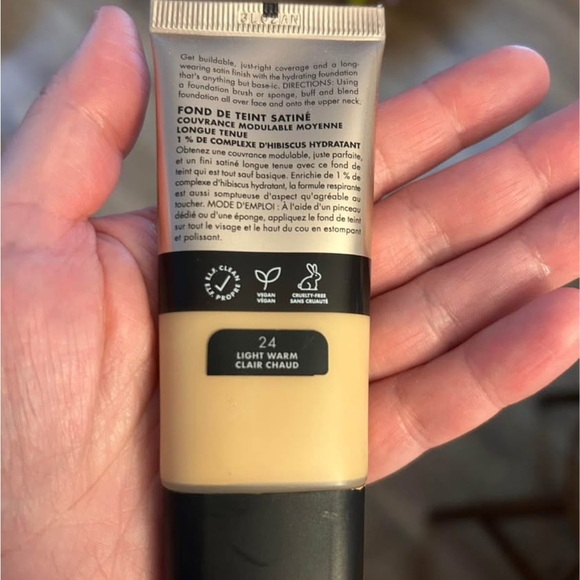 Get buildable, just-right coverage and a long-
wearing satin finish with the hydrating foundation
that's anything but base-ic. DIRECTIONS: Using
a foundation brush or sponge, buff and blend
foundation all over face and onto the upper neck.
FOND DE TEINT SATINÉ
COUVRANCE MODULABLE MOYENNE
LONGUE TENUE
1 % DE COMPLEXE D'HIBISCUS HYDRATANT
Obtenez une couvrance modulable, juste parfaite,
et un fini satiné longue tenue avec ce fond de
teint qui est tout sauf basique. Enrichie de 1 % de
complexe d'hibiscus hydratant, la formule respirante
est aussi somptueuse d'aspect qu'agréable au
toucher. MODE D'EMPLOI : À l'aide d'un pinceau
dédié ou d'une éponge, appliquez le fond de teint
sur tout le visage et le haut du cou en estompant
et polissant.
E.L.F. CLEAN
ELF PROPRE
VEGAN
VÉGAN
CRUELTY-FREE
SANS CRUAUTÉ
24
LIGHT WARM
CLAIR CHAUD